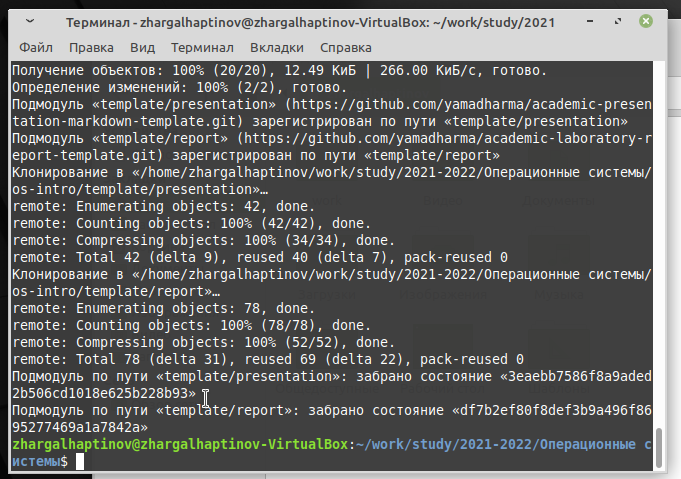 Терминал - zhargalhaptinov@zhargalhaptinov-VirtualBox: ~/work/study/2021
Файл Правка Вид Терминал Вкладки Справка
Получение объектов: 100% (20/20), 12.49 КиБ | 266.00 КиБ/с, готово.
Определение изменений: 100% (2/2), готово.
Подмодуль «template/presentation» (https://github.com/yamadharma/academic-presen
tation-markdown-template.git) зарегистрирован по пути «template/presentation»
Подмодуль «template/report» (https://github.com/yamadharma/academic-laboratory-r
eport-template.git) зарегистрирован по пути «template/report»
Клонирование в «/home/zhargalhaptinov/work/study/2021-2022/Операционные системы/
os-intro/template/presentation»…
remote: Enumerating objects: 42, done.
remote: Counting objects: 100% (42/42), done.
remote: Compressing objects: 100% (34/34), done.
remote: Total 42 (delta 9), reused 40 (delta 7), pack-reused 0
Клонирование в «/home/zhargalhaptinov/work/study/2021-2022/Операционные системы/
os-intro/template/report»…
remote: Enumerating objects: 78, done.
remote: Counting objects: 100% (78/78), done.
remote: Compressing objects: 100% (52/52), done.
remote: Total 78 (delta 31), reused 69 (delta 22), pack-reused 0
Подмодуль по пути «template/presentation»: забрано состояние «3eaebb7586f8a9aded
2b506cd1018e625b228b93»
Подмодуль по пути «template/report»: забрано состояние «df7b2ef80f8def3b9a496f86
95277469a1a7842a»
zhargalhaptinov@zhargalhaptinov-VirtualBox:~/work/study/2021-2022/Операционные с
истемы$